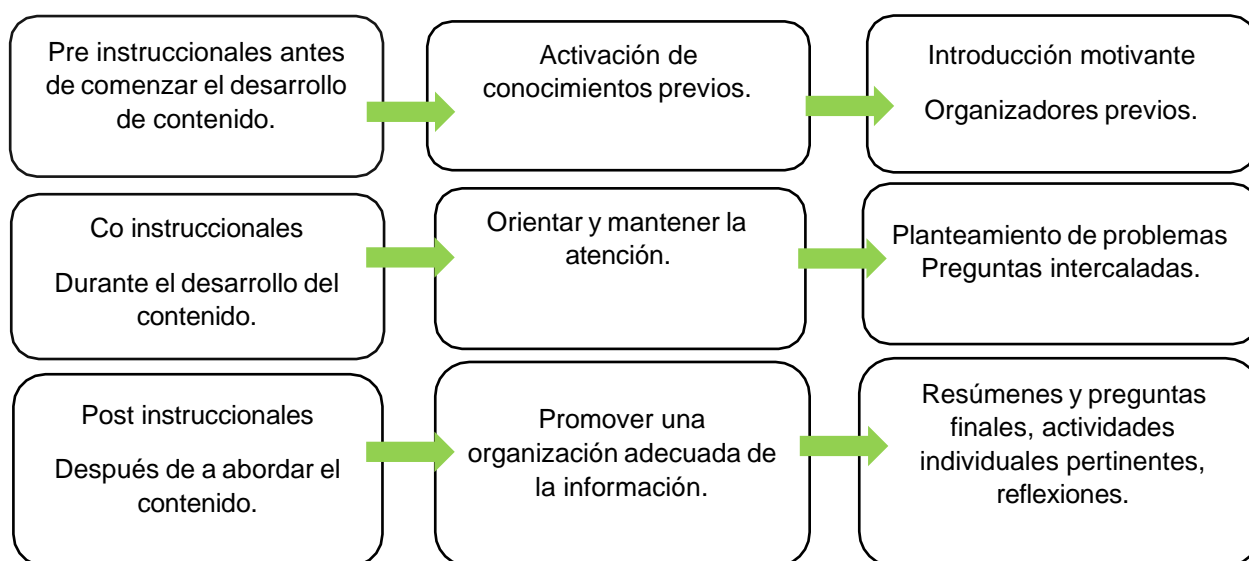 Pre instruccionales antes
de comenzar el desarrollo
de contenido.
Activación de
conocimientos previos.
Introducción motivante
Organizadores previos.
Co instruccionales
Durante el desarrollo del
contenido.
Orientar y mantener la
atención.
Planteamiento de problemas
Preguntas intercaladas.
Post instruccionales
Después de a abordar el
contenido.
Promover una
organización adecuada de
la información.
Resúmenes y preguntas
finales, actividades
individuales pertinentes,
reflexiones.